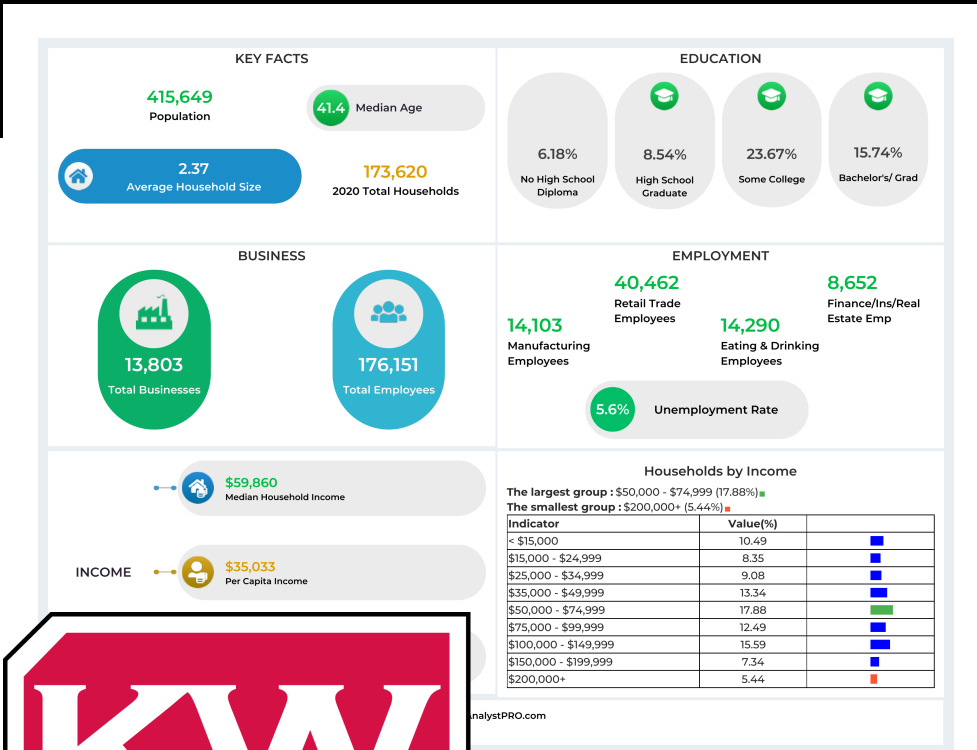 KEY FACTS
415,649
Population
41.4 Median Age
2.37
Average Household Size
173,620
2020 Total Households
EDUCATION
6.18%
No High School
Diploma
8.54%
High School
Graduate
23.67%
Some College
15.74%
Bachelor's/ Grad
BUSINESS
13,803
Total Businesses
176,151
Total Employees
EMPLOYMENT
14,103
Manufacturing
Employees
40,462
Retail Trade
Employees
14,290
Eating & Drinking
Employees
8,652
Finance/Ins/Real
Estate Emp
5.6% Unemployment Rate
INCOME
$59,860
Median Household Income
$35,033
Per Capita Income
Households by Income
The largest group : $50,000 - $74,999 (17.88%)
The smallest group : $200,000+ (5.44%)
Indicator Value(%)
< $15,000 10.49
$15,000 - $24,999 8.35
$25,000 - $34,999 9.08
$35,000 - $49,999 13.34
$50,000 - $74,999 17.88
$75,000 - $99,999 12.49
$100,000 - $149,999 15.59
$150,000 - $199,999 7.34
$200,000+ 5.44
AnalystPRO.com
KW